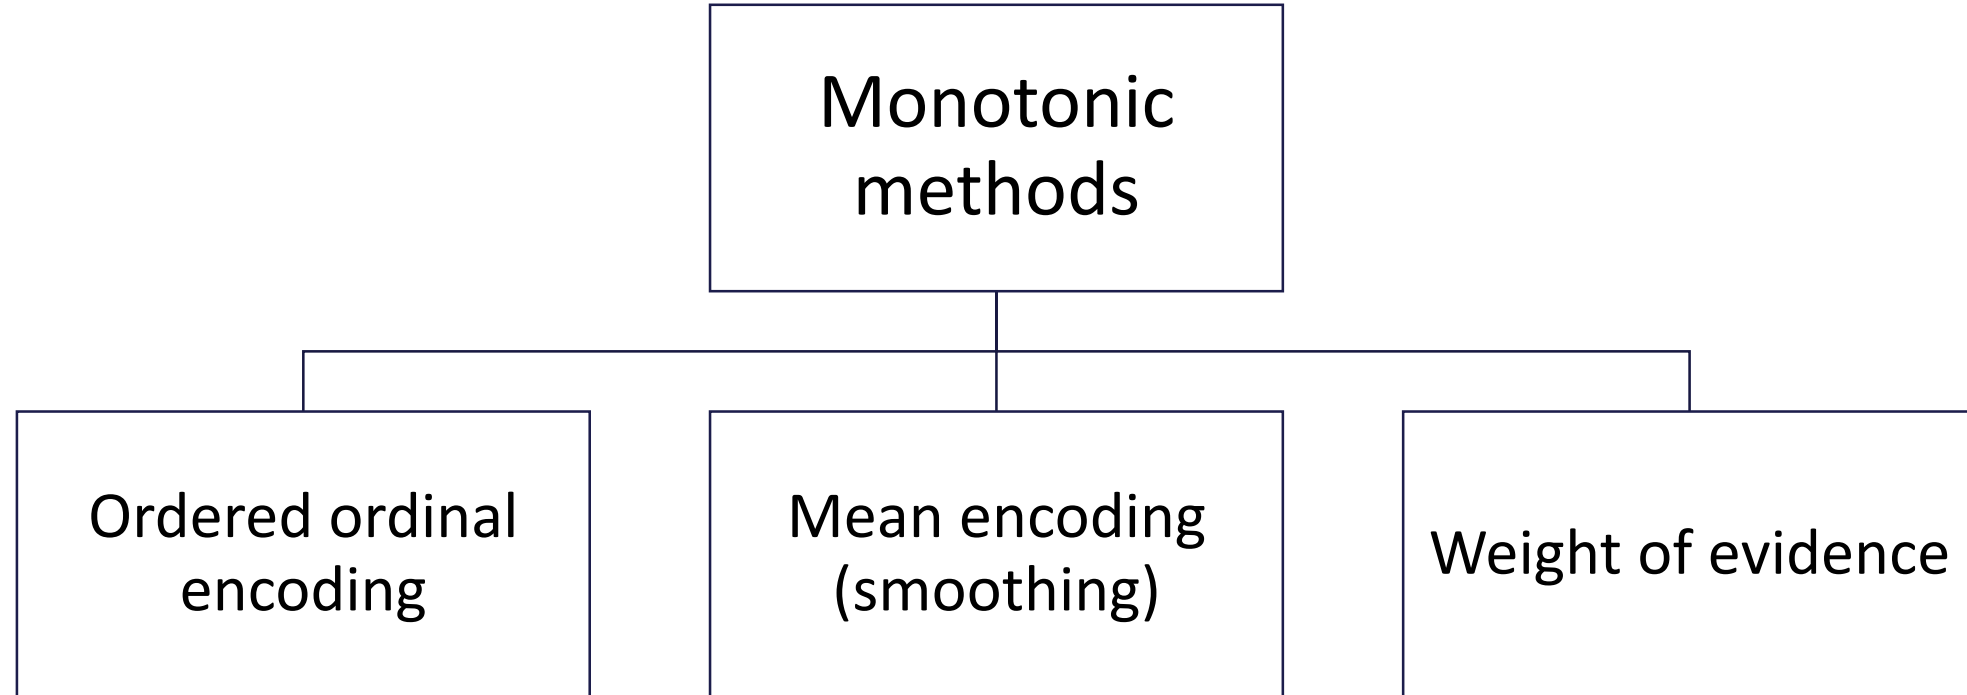 Monotonic
methods
Ordered ordinal
encoding
Mean encoding
(smoothing)
Weight of evidence